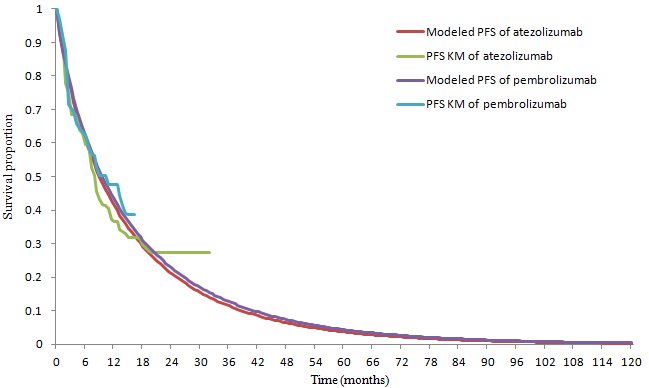 1
0.9
0.8
0.7
0.6
0.5
0.4
0.3
0.2
0.1
0
Survival proportion
Modeled PFS of atezolizumab
PFS KM of atezolizumab
Modeled PFS of pembrolizumab
PFS KM of pembrolizumab
0 6 12 18 24 30 36 42 48 54 60 66 72 78 84 90 96 102 108 114 120
Time (months)